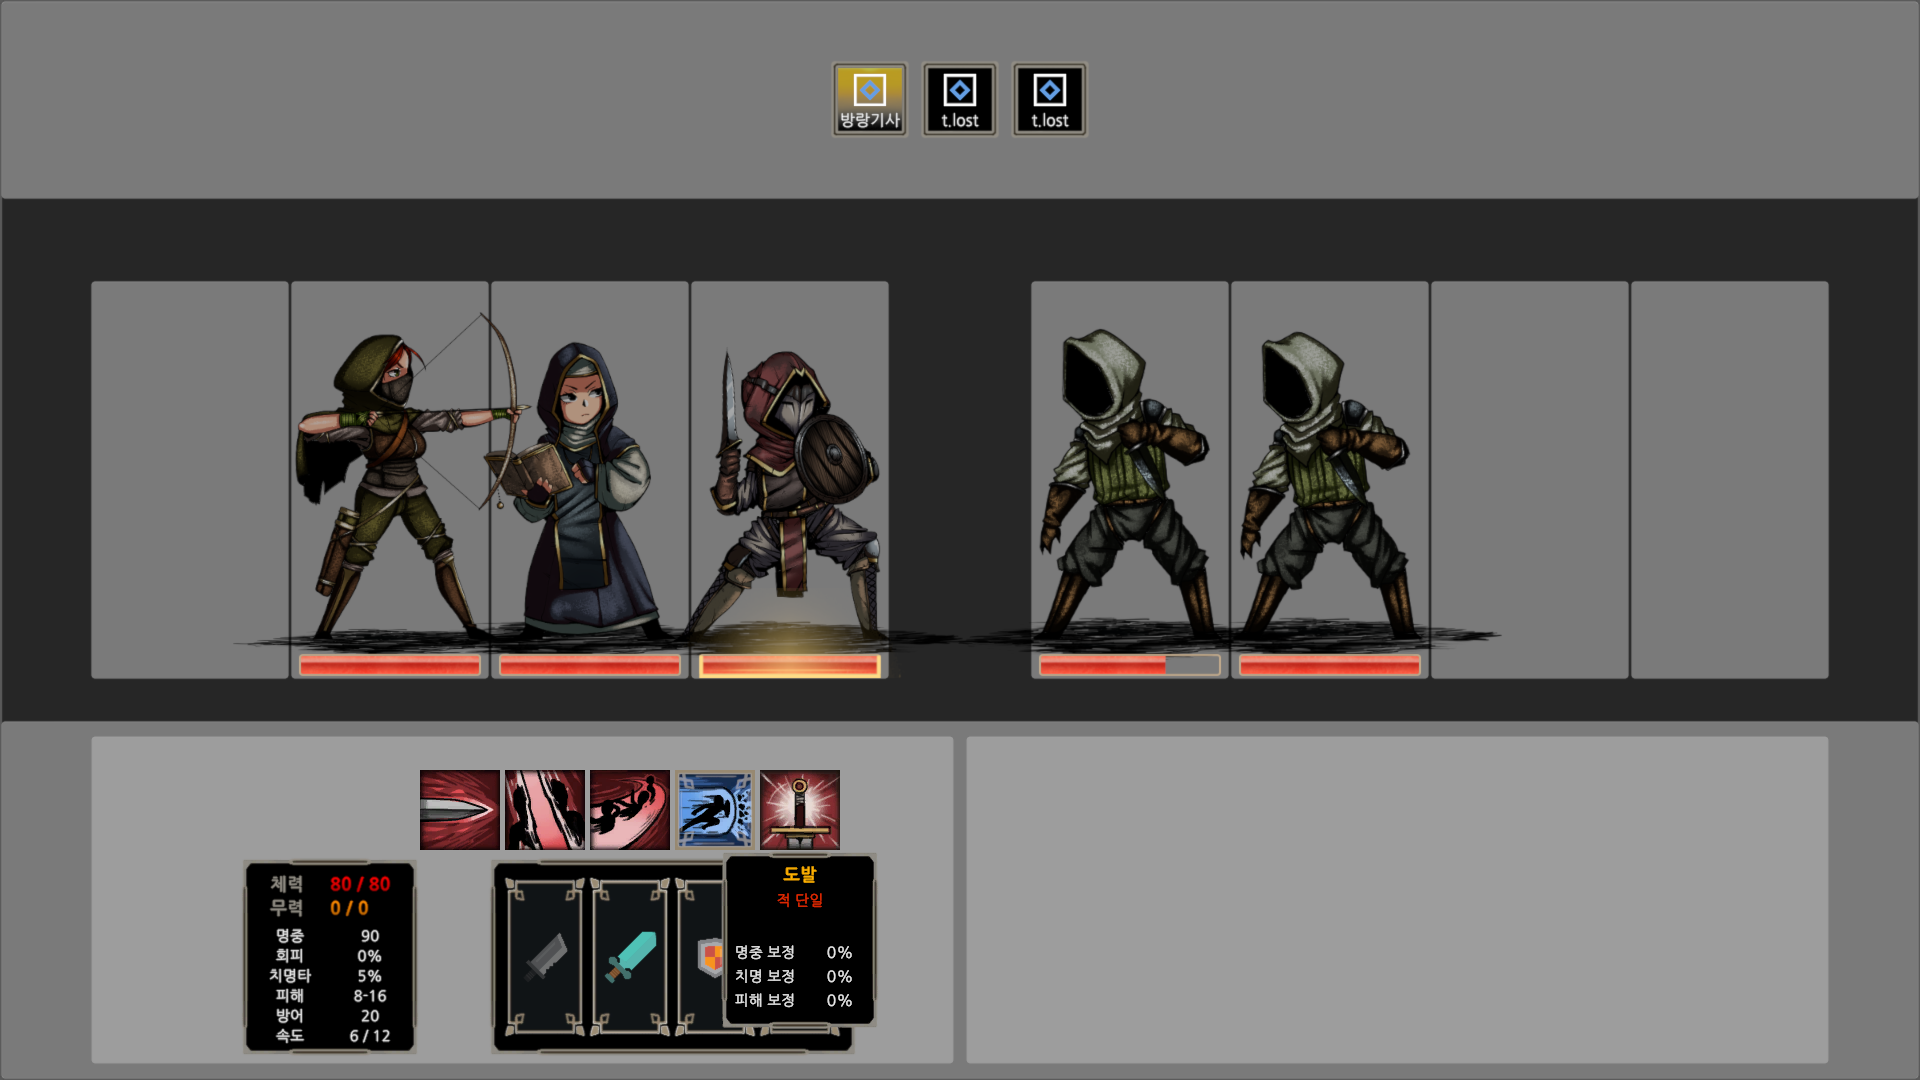 방랑기사
t.lost
t.lost
체력 80 / 80
무력 0 / 0
명중 90
회피 0%
치명타 5%
피해 8-16
방어 20
속도 6 / 12
도발
적 단일
명중 보정 0%
치명 보정 0%
피해 보정 0%